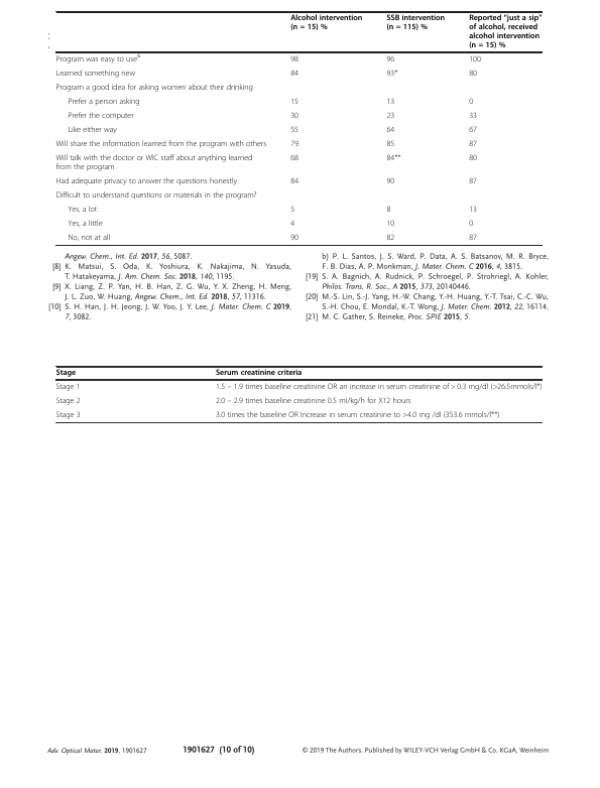 Alcohol intervention (n = 15) % SSB intervention (n = 115) % Reported "just a sip" of alcohol, received alcohol intervention (n = 15) %
Program was easy to use 98 96 100
Learned something new 84 93* 80
Program a good idea for asking women about their drinking
Prefer a person asking 15 13 0
Prefer the computer 30 23 33
Like either way 55 64 67
Will share the information learned from the program with others 79 85 87
Will talk with the doctor or WIC staff about anything learned from the program 68 84** 80
Had adequate privacy to answer the questions honestly 84 90 87
Difficult to understand questions or materials in the program?
Yes, a lot 5 8 13
Yes, a little 4 10 0
No, not at all 90 82 87
Angew. Chem., Int. Ed. 2017, 56, 5087.
[8] K. Matsui, S. Oda, K. Yoshiura, K. Nakajima, N. Yasuda,
T. Hatakeyama, J. Am. Chem. Soc. 2018, 140, 1195.
[9] X. Liang, Z. P. Yan, H. B. Han, Z. G. Wu, Y. X. Zheng, H. Meng,
J. L. Zuo, W. Huang, Angew. Chem., Int. Ed. 2018, 57, 11316.
[10] S. H. Han, J. H. Jeong, J. W. Yoo, J. Y. Lee, J. Mater. Chem. C 2019,
7, 3082.
b) P. L. Santos, J. S. Ward, P. Data, A. S. Batsanov, M. R. Bryce,
F. B. Dias, A. P. Monkman, J. Mater. Chem. C 2016, 4, 3815.
[19] S. A. Bagnich, A. Rudnick, P. Schroegel, P. Strohriegl, A. Kohler,
Philos. Trans. R. Soc., A 2015, 373, 20140446.
[20] M.-S. Lin, S.-J. Yang, H.-W. Chang, Y.-H. Huang, Y.-T. Tsai, C.-C. Wu,
S.-H. Chou, E. Mondal, K.-T. Wong, J. Mater. Chem. 2012, 22, 16114.
[21] M. C. Gather, S. Reineke, Proc. SPIE 2015, 5.
Stage Serum creatinine criteria
Stage 1 1.5 – 1.9 times baseline creatinine OR an increase in serum creatinine of > 0.3 mg/dl (>26.5mmols/l*)
Stage 2 2.0 – 2.9 times baseline creatinine 0.5 ml/kg/h for X12 hours
Stage 3 3.0 times the baseline OR Increase in serum creatinine to >4.0 mg /dl (353.6 mmols/l**)
Adv. Optical Mater. 2019, 1901627 1901627 (10 of 10) © 2019 The Authors. Published by WILEY-VCH Verlag GmbH & Co. KGaA, Weinheim